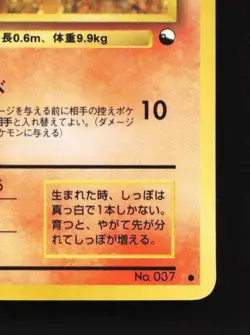 長0.6m、体重9.9kg
ージを与える前に相手の控えポケ
相手と入れ替えてよい。（ダメージ
ケモンに与える）
10
生まれた時、しっぽは
真っ白で1本しかない。
育つと、やがて先が分
かれてしっぽが増える。
No. 037 ●